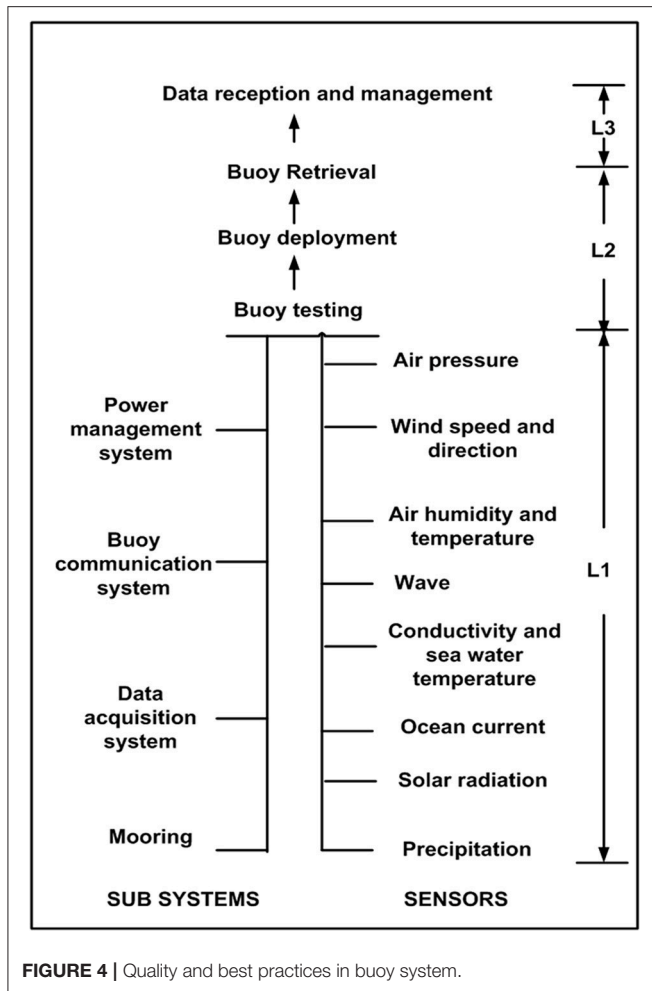 Data reception and management
L3
Buoy Retrieval
Buoy deployment
L2
Buoy testing
Power
management
system
Buoy
communication
system
Data
acquisition
system
Mooring
SUB SYSTEMS
Air pressure
Wind speed and
direction
Air humidity and
temperature
Wave
Conductivity and
sea water
temperature
Ocean current
Solar radiation
Precipitation
SENSORS
L1
FIGURE 4 | Quality and best practices in buoy system.